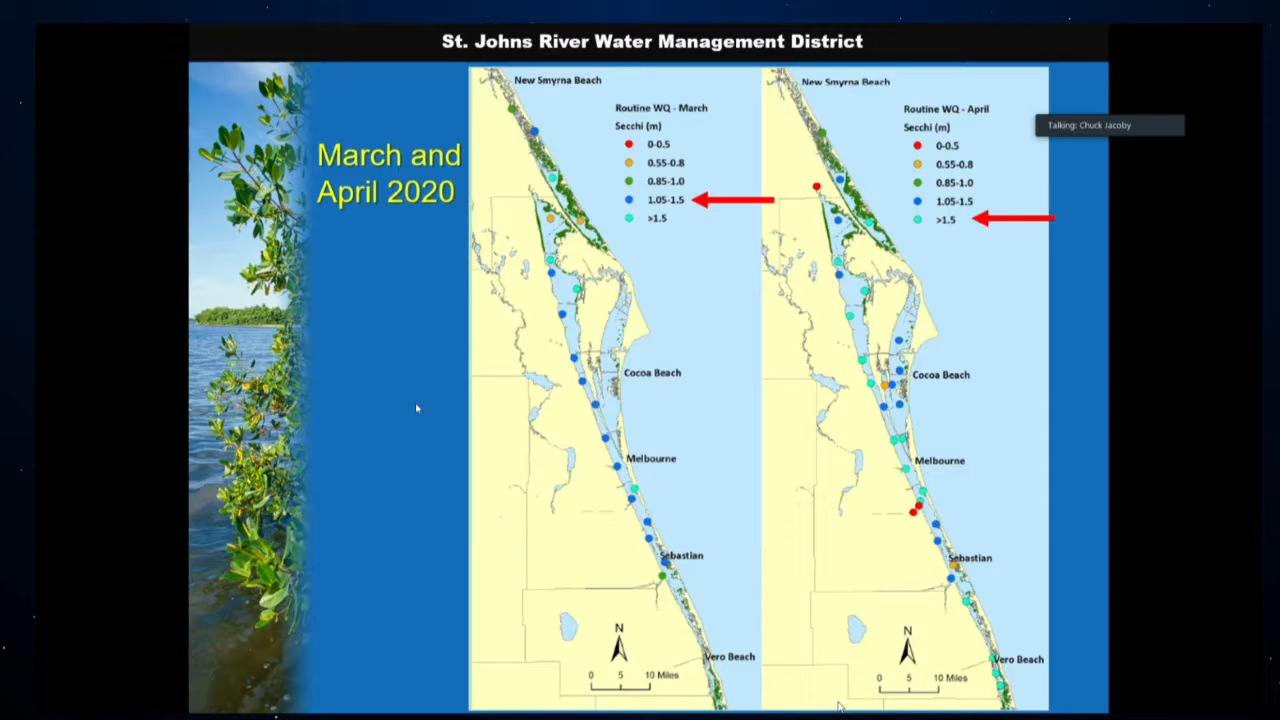 St. Johns River Water Management District
March and
April 2020
New Smyrna Beach
Routine WQ - March
Secchi (m)
0-0.5
0.55-0.8
0.85-1.0
1.05-1.5
>1.5
Cocoa Beach
Melbourne
Sebastian
Vero Beach
N
0 5 10 Miles
New Smyrna Beach
Routine WQ - April
Secchi (m)
0-0.5
0.55-0.8
0.85-1.0
1.05-1.5
>1.5
Cocoa Beach
Melbourne
Sebastian
Vero Beach
N
0 5 10 Miles
Talking: Chuck Jacoby